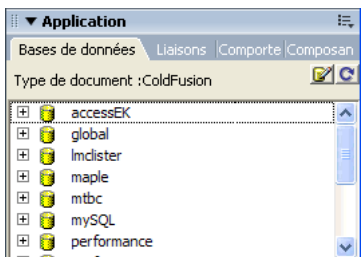 Application
Bases de données Liaisons Comporte Composan
Type de document :ColdFusion
accessEK
global
lmclister
maple
mtbc
mySQL
performance